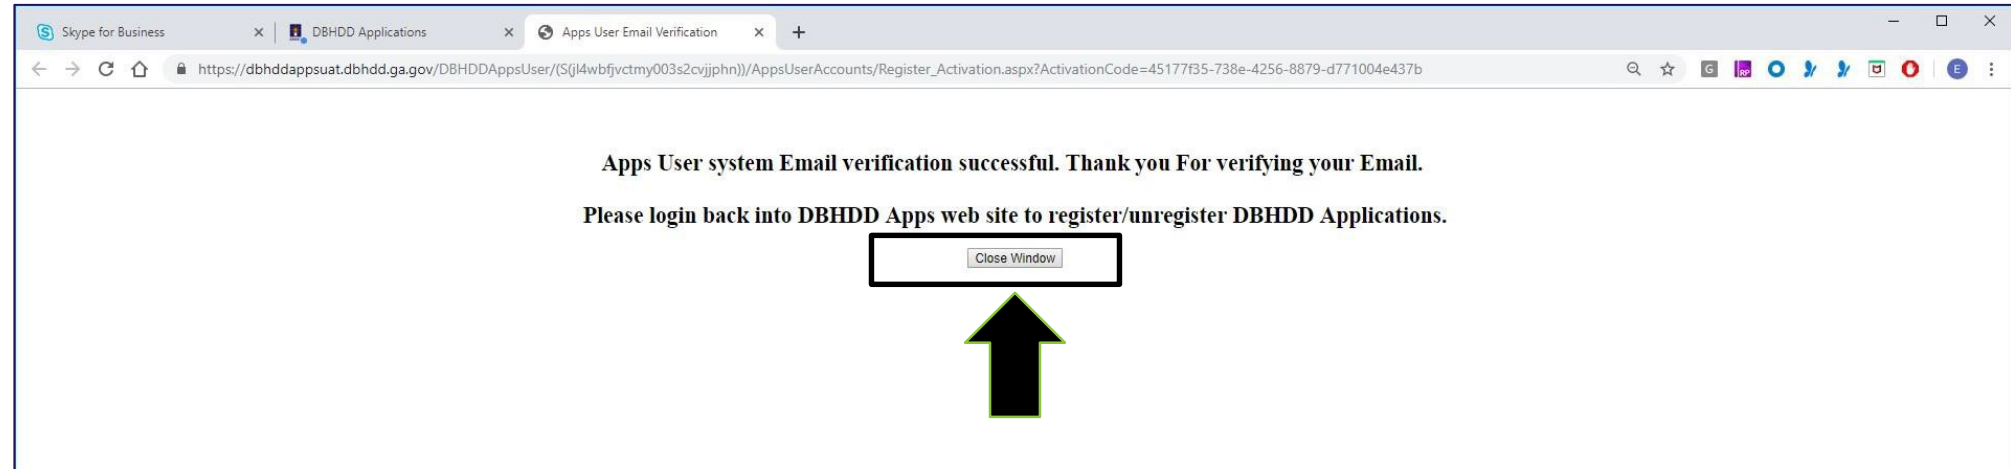 Skype for Business
DBHDD Applications
Apps User Email Verification
https://dbhddappsuat.dbhdd.ga.gov/DBHDDAppsUser/(S(jl4wbfjvctmy003s2cvjjphn))/AppsUserAccounts/Register_Activation.aspx?ActivationCode=45177f35-738e-4256-8879-d771004e437b
G
RP
E
Apps User system Email verification successful. Thank you For verifying your Email.
Please login back into DBHDD Apps web site to register/unregister DBHDD Applications.
Close Window